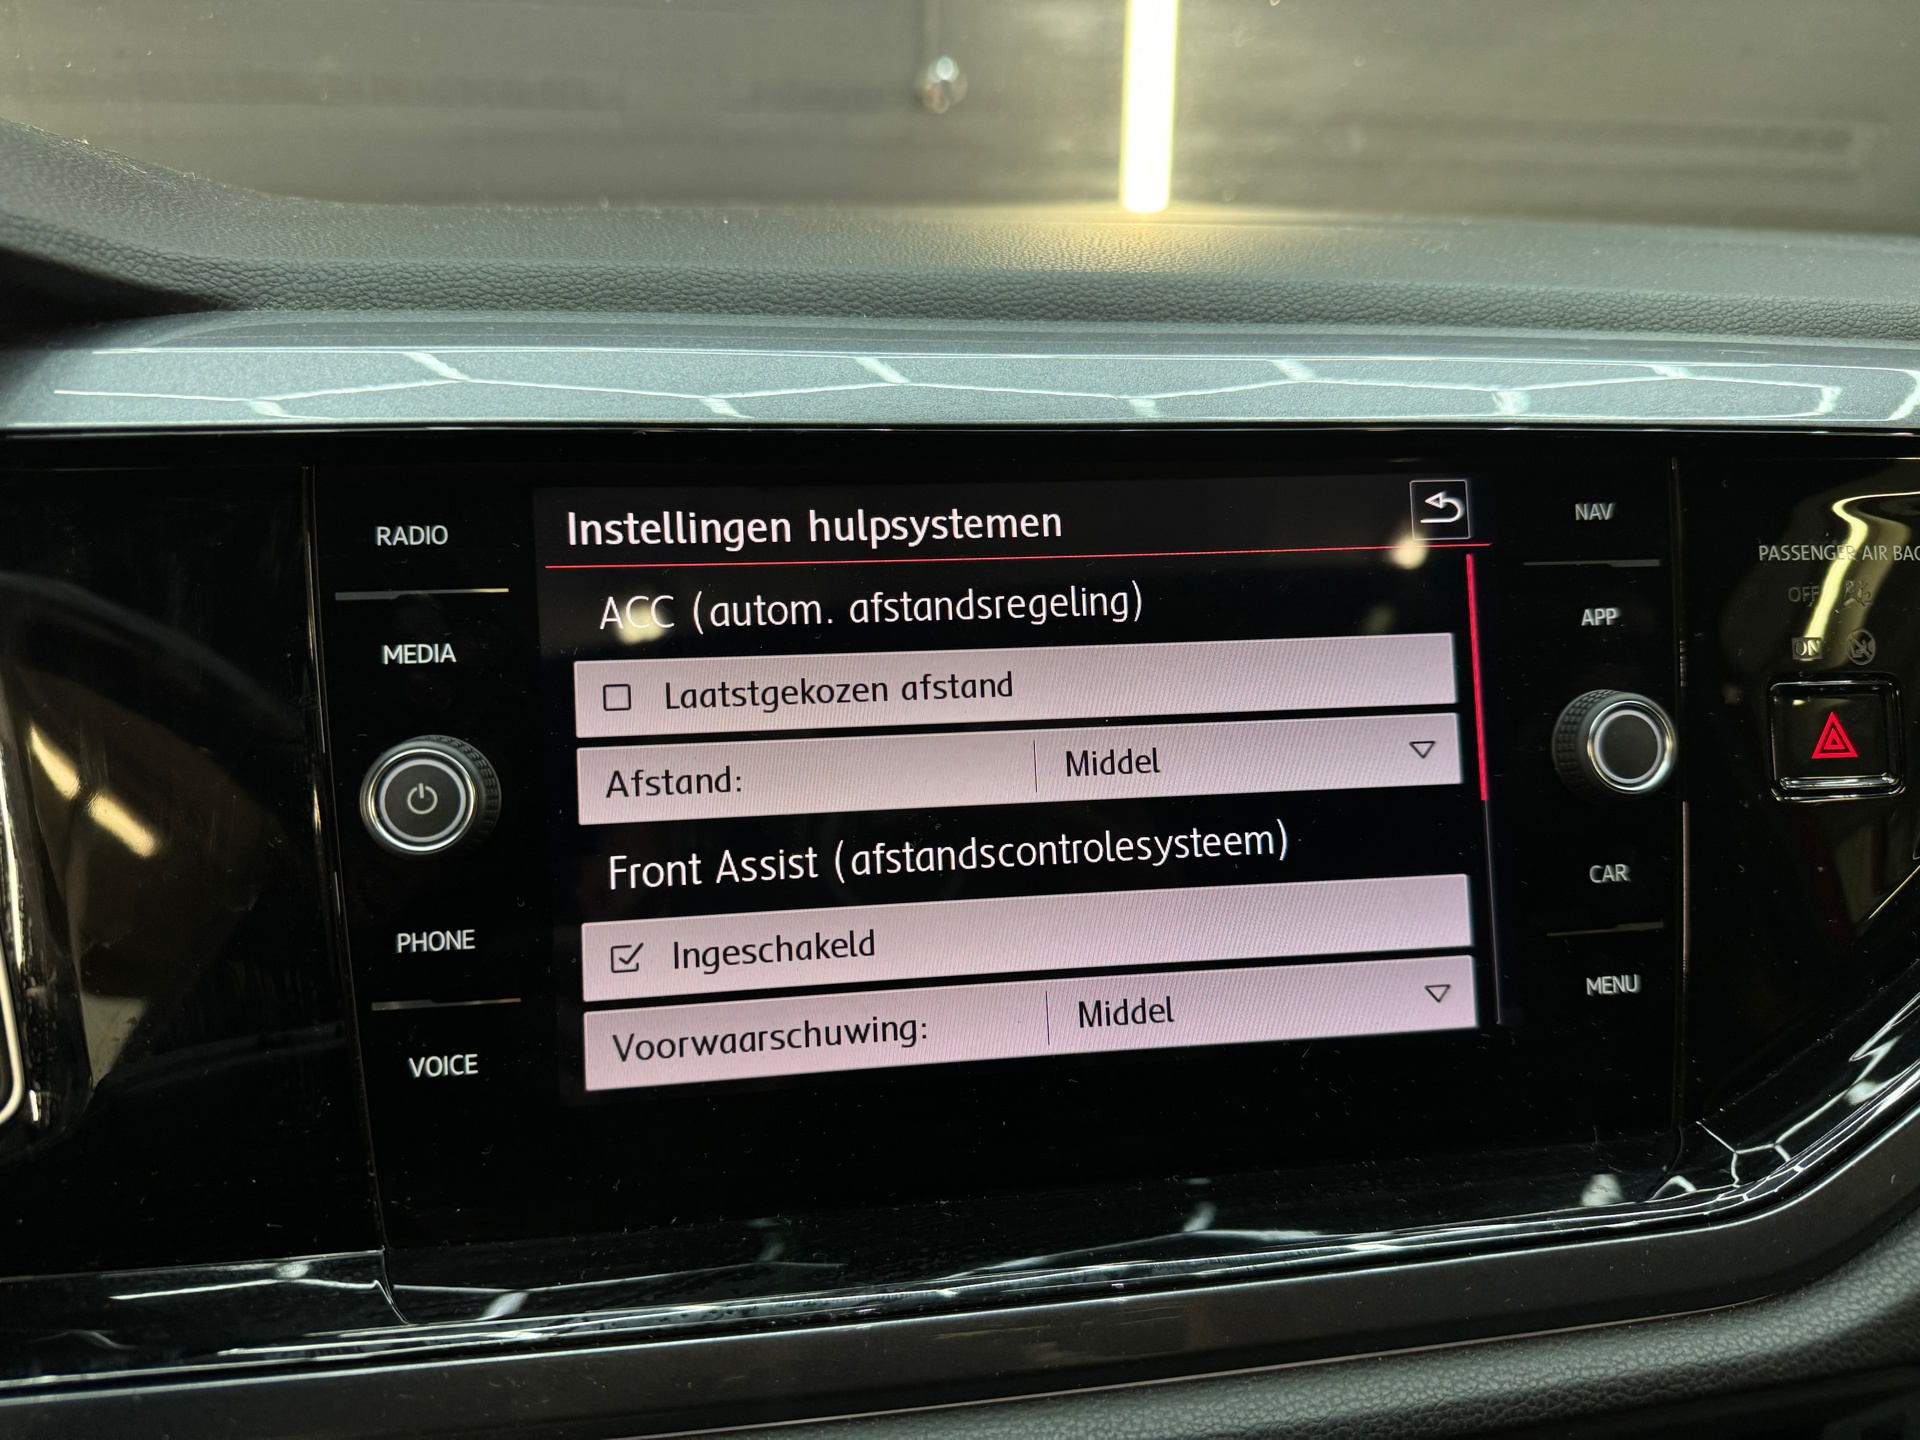 RADIO
MEDIA
PHONE
VOICE
Instellingen hulpsystemen
ACC (autom. afstandsregeling)
Laatstgekozen afstand
Afstand: Middel
Front Assist (afstandscontrolesysteem)
Ingeschakeld
Voorwaarschuwing: Middel
NAV
APP
CAR
MENU
PASSENGER AIR BAG
OFF
ON